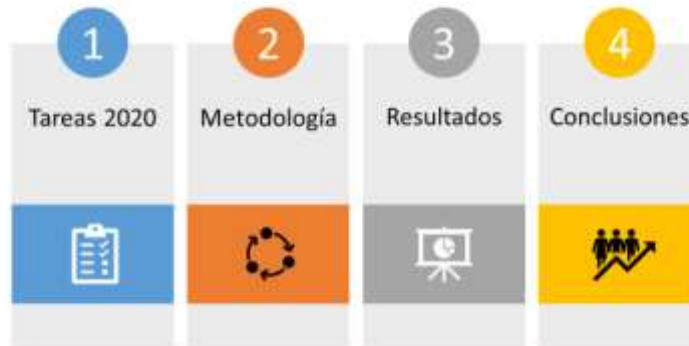 1
Tareas 2020
2
Metodología
3
Resultados
4
Conclusiones